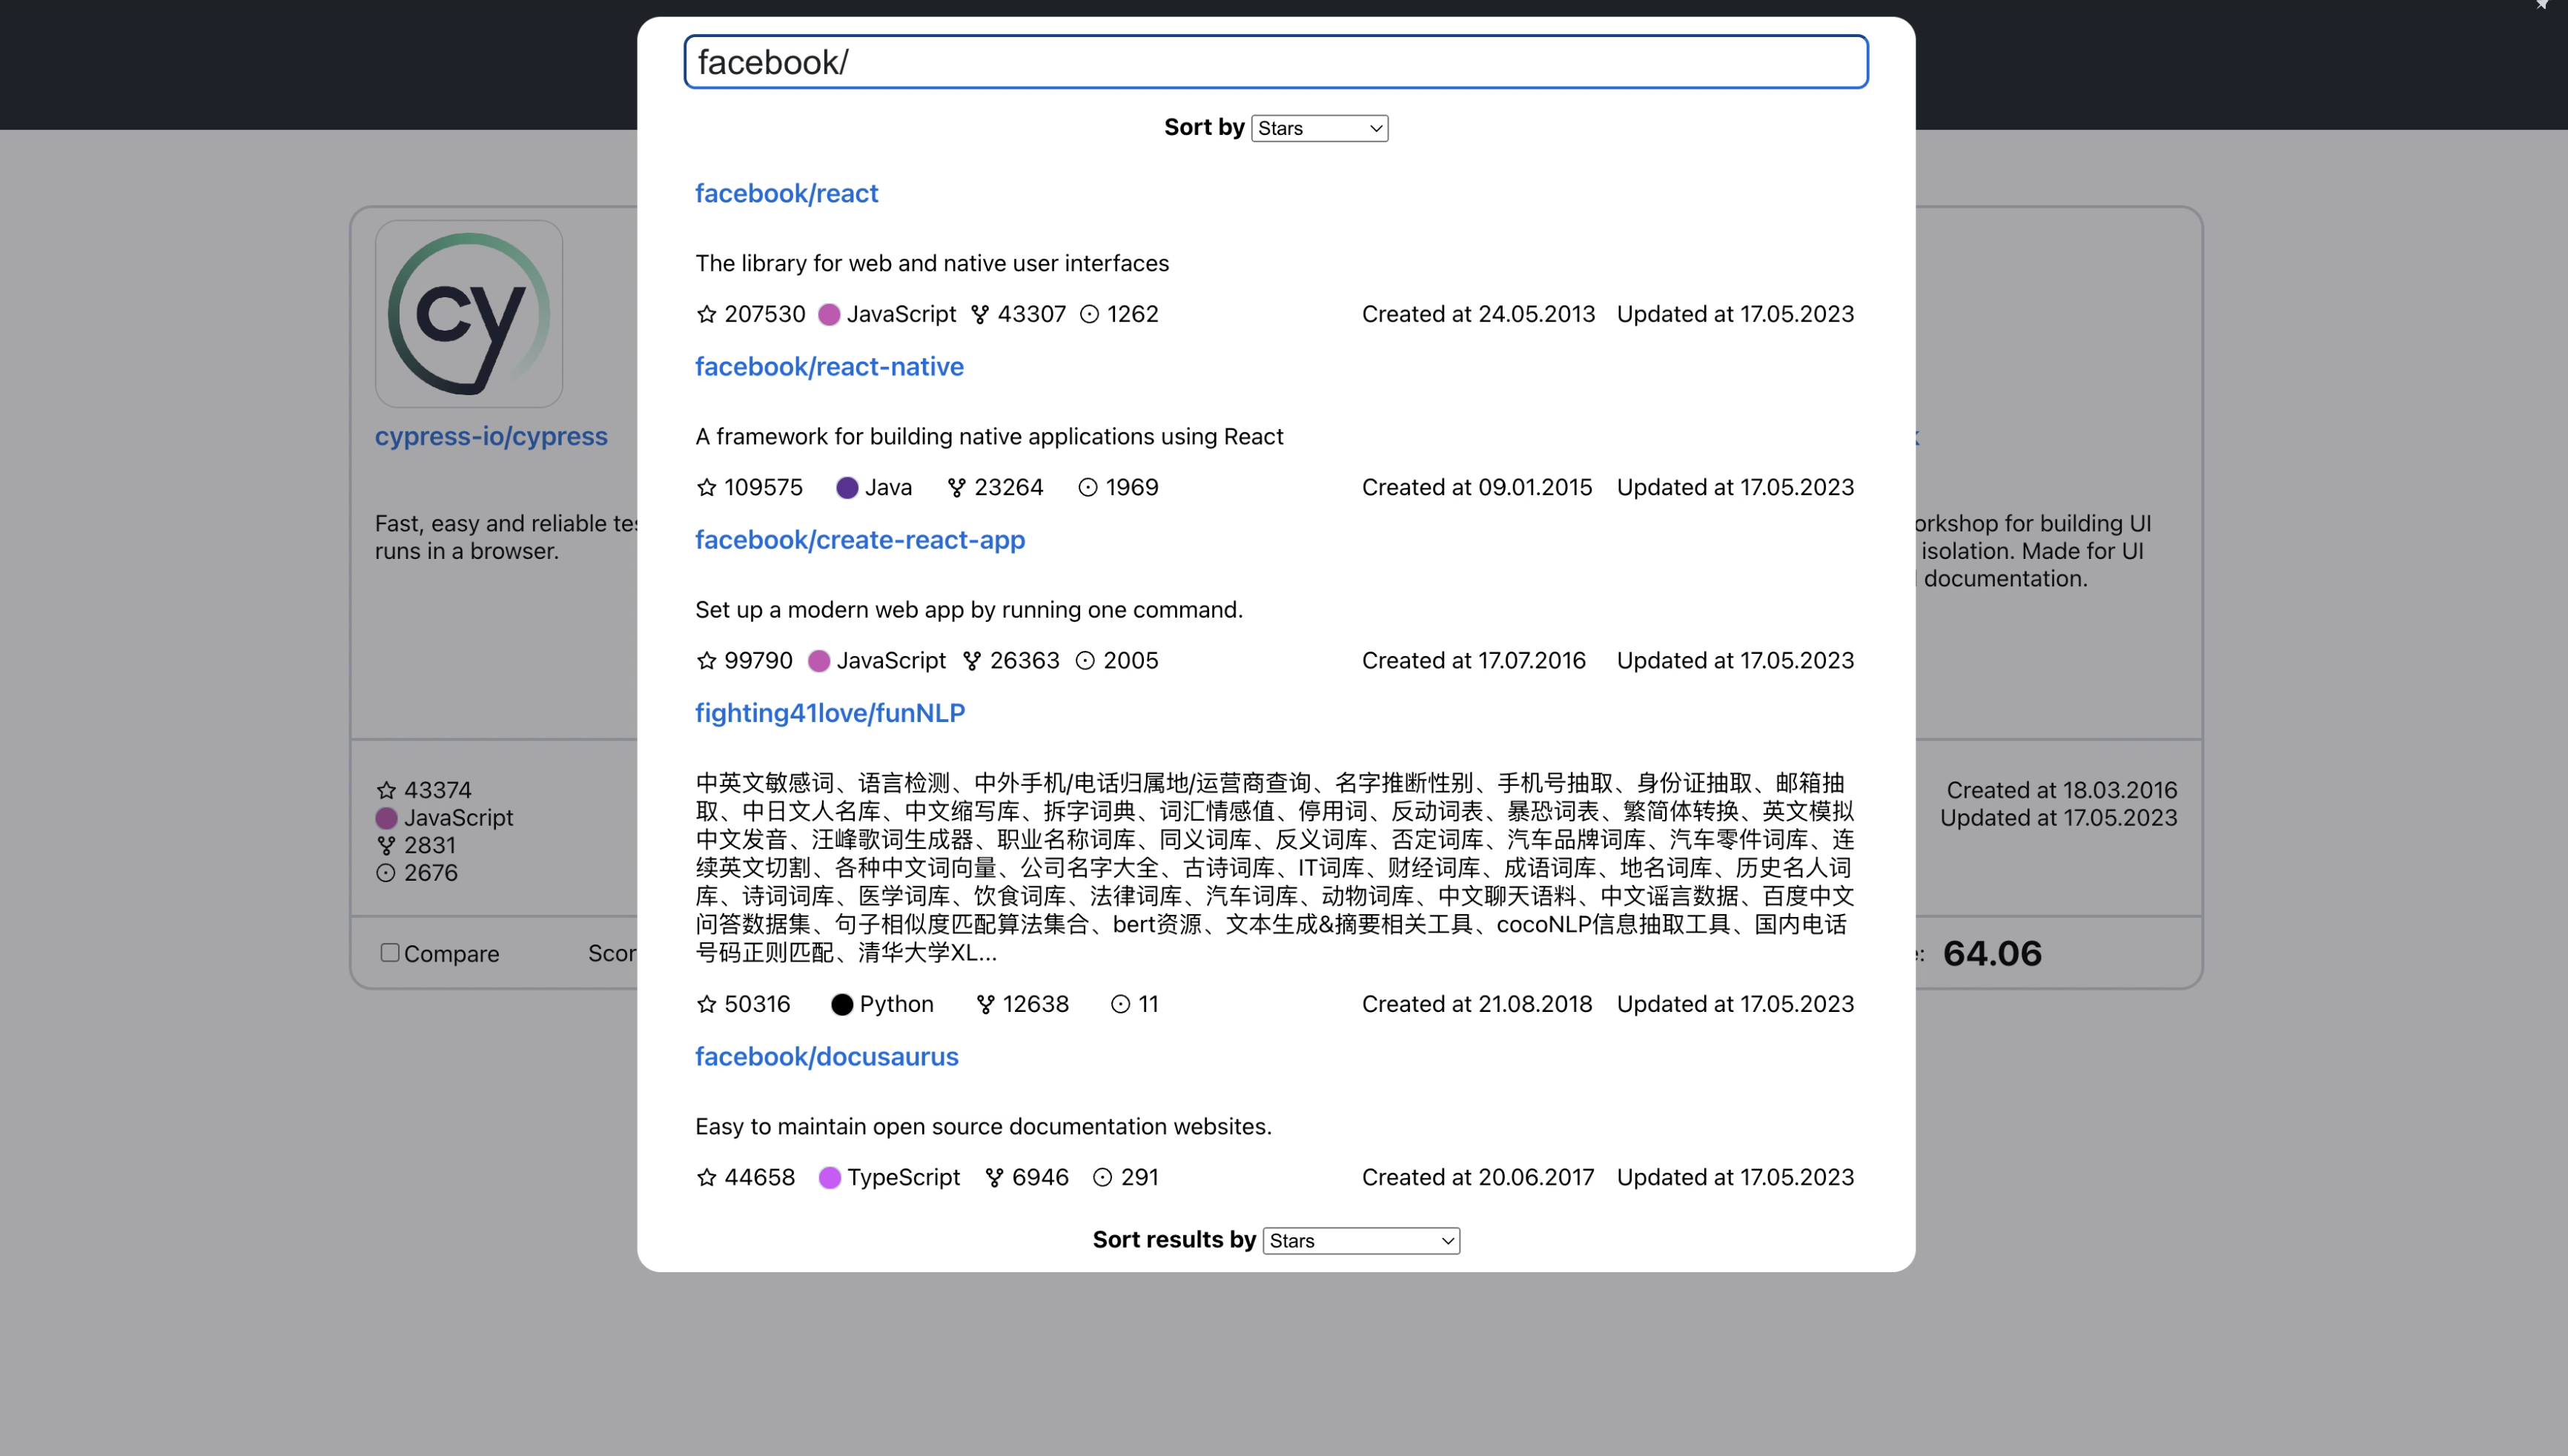 facebook/
Sort by Stars
facebook/react
The library for web and native user interfaces
207530 JavaScript 43307 1262 Created at 24.05.2013 Updated at 17.05.2023
facebook/react-native
A framework for building native applications using React
109575 Java 23264 1969 Created at 09.01.2015 Updated at 17.05.2023
facebook/create-react-app
Set up a modern web app by running one command.
99790 JavaScript 26363 2005 Created at 17.07.2016 Updated at 17.05.2023
fighting41love/funNLP
中英文敏感词、语言检测、中外手机/电话归属地/运营商查询、名字推断性别、手机号抽取、身份证抽取、邮箱抽
取、中日文人名库、中文缩写库、拆字词典、词汇情感值、停用词、反动词表、暴恐词表、繁简体转换、英文模拟
中文发音、汪峰歌词生成器、职业名称词库、同义词库、反义词库、否定词库、汽车品牌词库、汽车零件词库、连
续英文切割、各种中文词向量、公司名字大全、古诗词库、IT词库、财经词库、成语词库、地名词库、历史名人词
库、诗词词库、医学词库、饮食词库、法律词库、汽车词库、动物词库、中文聊天语料、中文谣言数据、百度中文
问答数据集、句子相似度匹配算法集合、bert资源、文本生成&摘要相关工具、cocoNLP信息抽取工具、国内电话
号码正则匹配、清华大学XL...
50316 Python 12638 11 Created at 21.08.2018 Updated at 17.05.2023
facebook/docusaurus
Easy to maintain open source documentation websites.
44658 TypeScript 6946 291 Created at 20.06.2017 Updated at 17.05.2023
Sort results by Stars
cy
cypress-io/cypress
Fast, easy and reliable
runs in a browser.
43374
JavaScript
2831
2676
Compare
for building UI
isolation. Made for UI
documentation.
Created at 18.03.2016
Updated at 17.05.2023
64.06